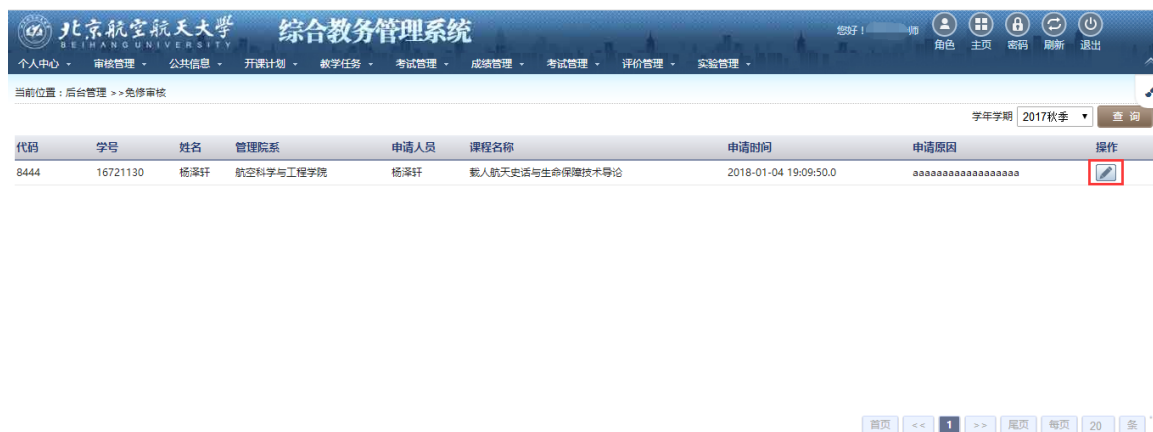 北京航空航天大学 综合教务管理系统 您好！ 师
BEIHANG UNIVERSITY
角色 主页 密码 刷新 退出
个人中心 审核管理 公共信息 开课计划 教学任务 考试管理 成绩管理 考试管理 评价管理 实验管理
当前位置：后台管理 >>免修审核
学年学期 2017秋季 查 询
代码 学号 姓名 管理院系 申请人员 课程名称 申请时间 申请原因 操作
8444 16721130 杨泽轩 航空科学与工程学院 杨泽轩 载人航天史话与生命保障技术导论 2018-01-04 19:09:50.0 aaaaaaaaaaaaaaaaaa
首页 << 1 >> 尾页 每页 20 条